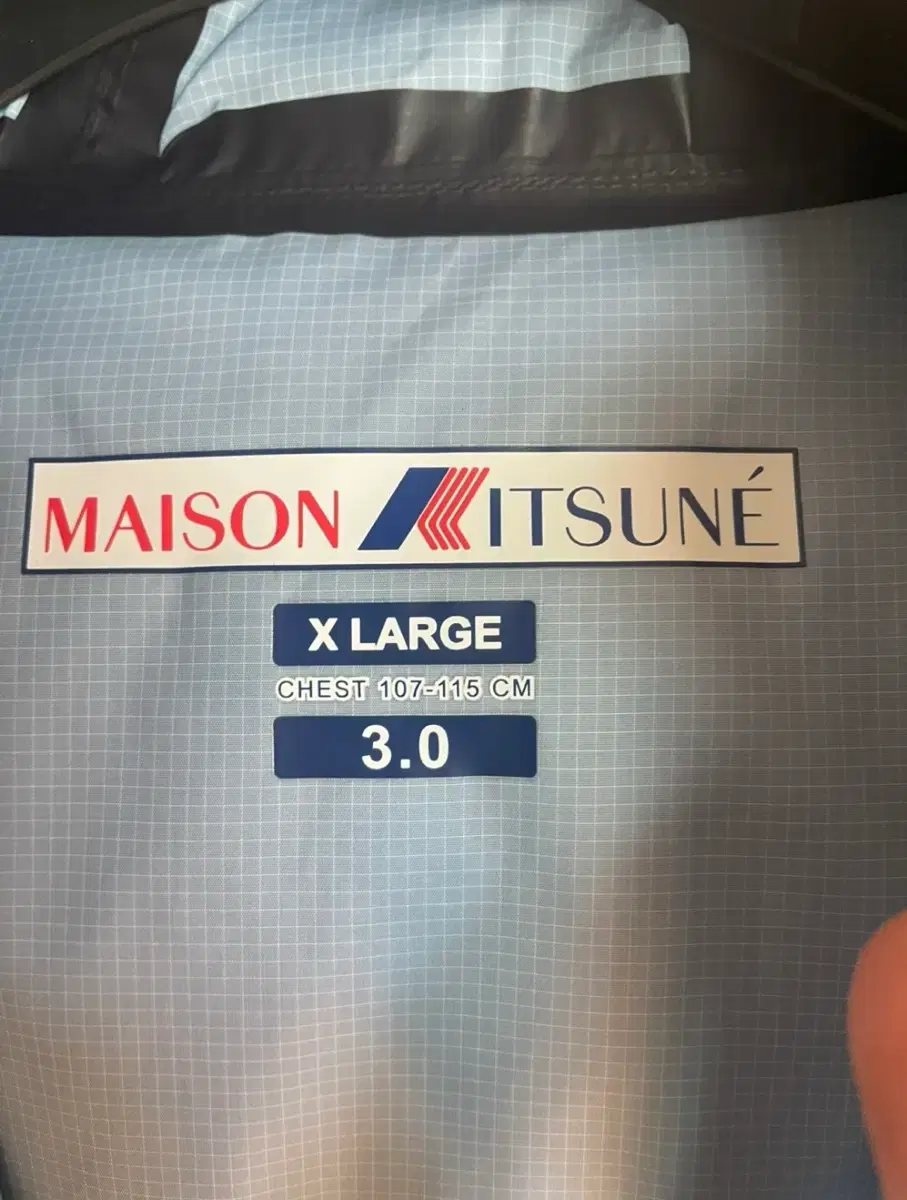 MAISON KITSUNÉ
X LARGE
CHEST 107-115 CM
3.0